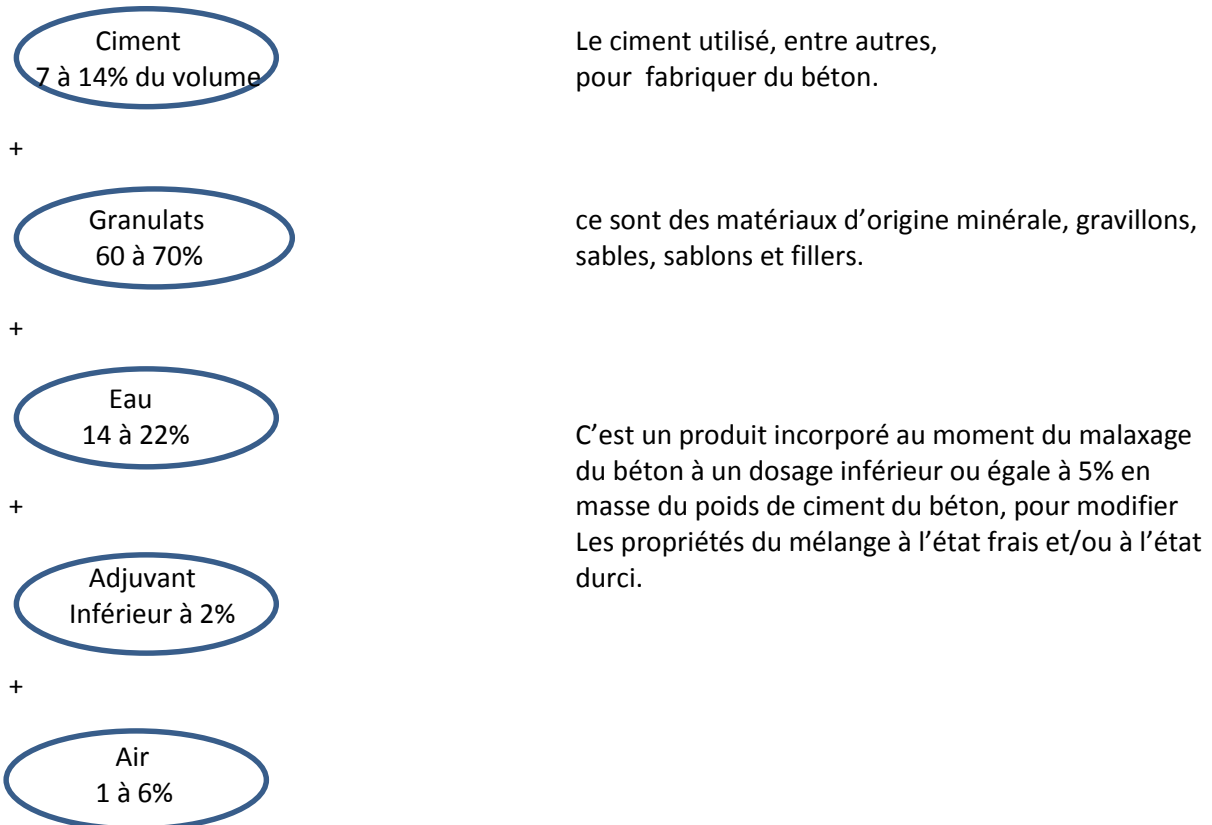 Ciment
7 à 14% du volume
Le ciment utilisé, entre autres,
pour fabriquer du béton.
+
Granulats
60 à 70%
ce sont des matériaux d’origine minérale, gravillons,
sables, sablons et fillers.
+
Eau
14 à 22%
C’est un produit incorporé au moment du malaxage
du béton à un dosage inférieur ou égale à 5% en
masse du poids de ciment du béton, pour modifier
Les propriétés du mélange à l’état frais et/ou à l’état
durci.
+
Adjuvant
Inférieur à 2%
+
Air
1 à 6%